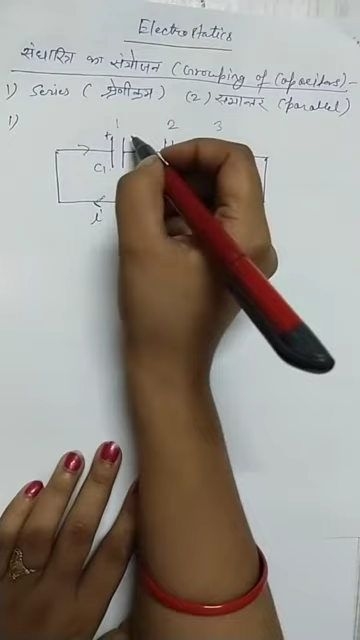 Electrostatics
संधारित्र का संयोजन (Grouping of Capacitors) -
1) Series (श्रेणीक्रम) (2) समान्तर (parallel)
1)
1 2 3
+
C1
i